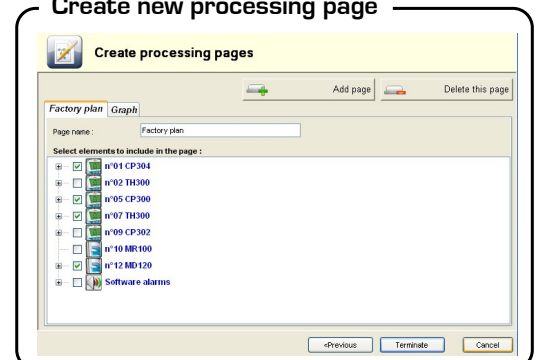 Create new processing page
Create processing pages
Add page
Delete this page
Factory plan
Graph
Page name :
Factory plan
Select elements to include in the page :
n°01 CP304
n°02 TH300
n°05 CP300
n°07 TH300
n°09 CP302
n°10 MR100
n°12 MD120
Software alarms
<Previous
Terminate
Cancel